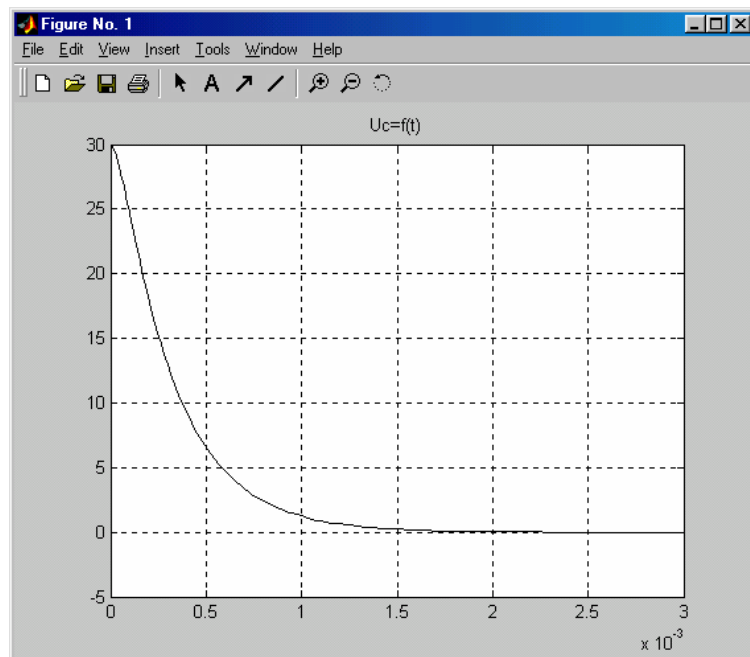 Figure No. 1
File Edit View Insert Tools Window Help
A
Uc=f(t)
30
25
20
15
10
5
0
-5
0 0.5 1 1.5 2 2.5 3
x 10⁻³